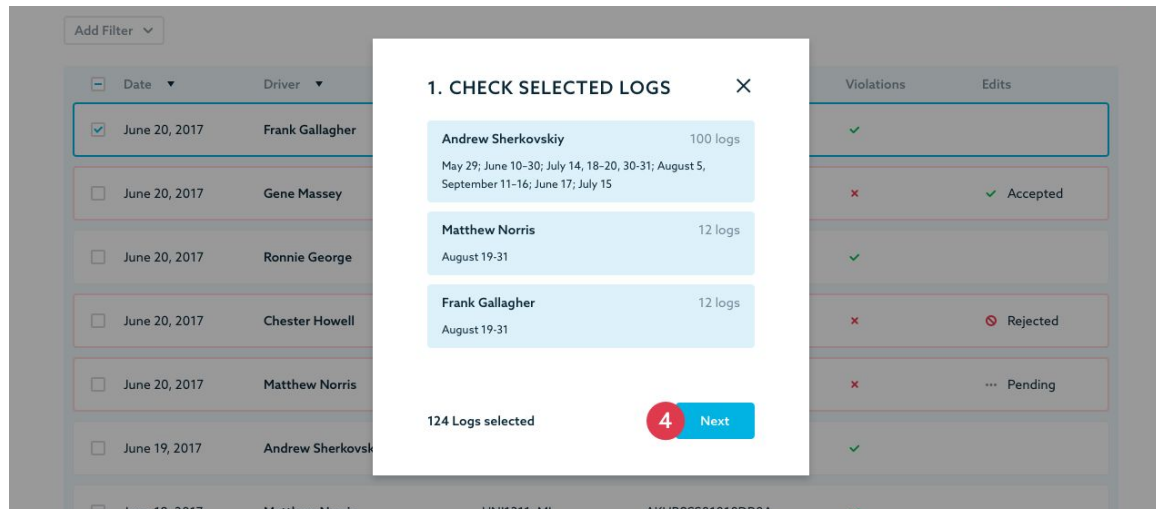 Add Filter
Date Driver Violations Edits
1. CHECK SELECTED LOGS
June 20, 2017 Frank Gallagher
Andrew Sherkovskiy 100 logs
May 29; June 10-30; July 14, 18-20, 30-31; August 5,
September 11-16; June 17; July 15
June 20, 2017 Gene Massey Accepted
Matthew Norris 12 logs
August 19-31
June 20, 2017 Ronnie George
Frank Gallagher 12 logs
August 19-31
June 20, 2017 Chester Howell Rejected
June 20, 2017 Matthew Norris Pending
124 Logs selected 4 Next
June 19, 2017
Andrew Sherkovsk